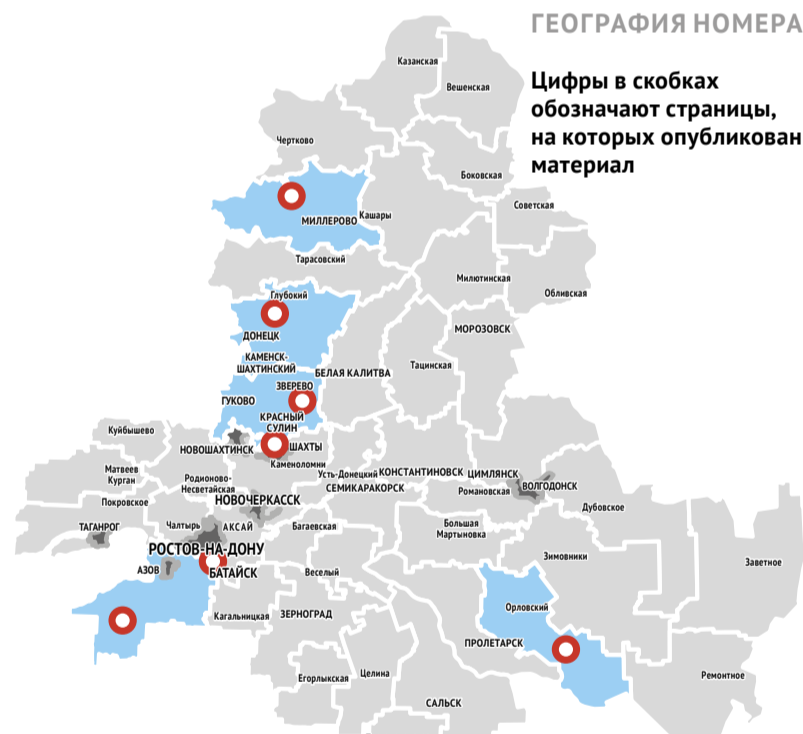 ГЕОГРАФИЯ НОМЕРА
Цифры в скобках
обозначают страницы,
на которых опубликован
материал
Казанская
Вешенская
Чертково
Боковская
Советская
Кашары
МИЛЛЕРОВО
Тарасовский
Милютинская
Обливская
Глубокий
ДОНЕЦК
МОРОЗОВСК
КАМЕНСК-
ШАХТИНСКИЙ
Тацинская
БЕЛАЯ КАЛИТВА
ЗВЕРЕВО
ГУКОВО
КРАСНЫЙ
СУЛИН
Куйбышево
НОВОШАХТИНСК
ШАХТЫ
Каменоломни
Матвеев
Курган
Родионово-
Несветайская
Усть-Донецкий
КОНСТАНТИНОВСК
ЦИМЛЯНСК
СЕМИКАРАКОРСК
Романовская
ВОЛГОДОНСК
Покровское
НОВОЧЕРКАССК
Дубовское
ТАГАНРОГ
Чалтырь
АКСАЙ
Багаевская
Большая
Мартыновка
РОСТОВ-НА-ДОНУ
Зимовники
Заветное
АЗОВ
БАТАЙСК
Веселый
Орловский
Кагальницкая
ЗЕРНОГРАД
ПРОЛЕТАРСК
Егорлыкская
Целина
Ремонтное
САЛЬСК